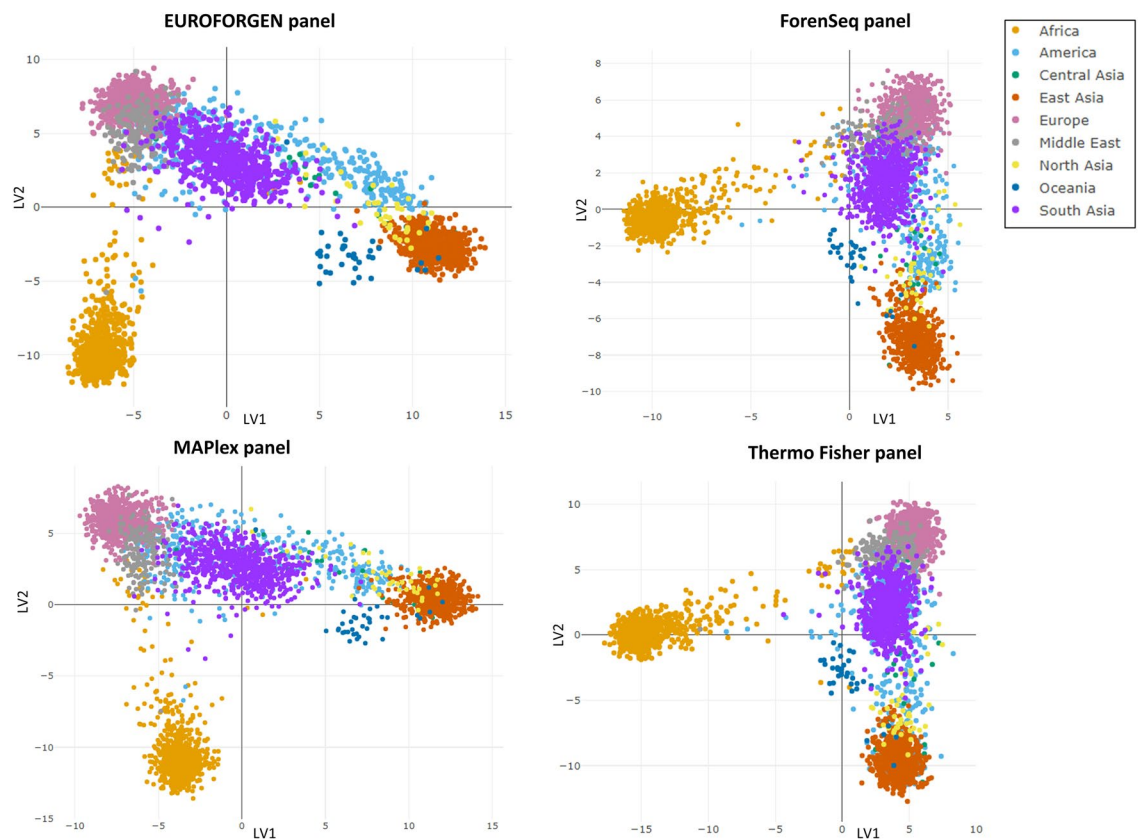 EUROFORGEN panel
10
5
0
−5
−10
LV2
−5
0
5
10
15
LV1
ForenSeq panel
8
6
4
2
0
−2
−4
−6
−8
−10
LV2
−10
−5
0
5
LV1
Africa
America
Central Asia
East Asia
Europe
Middle East
North Asia
Oceania
South Asia
MAPlex panel
5
0
−5
−10
−15
LV2
−10
−5
0
5
10
15
LV1
Thermo Fisher panel
10
5
0
−5
−10
LV2
−15
−10
−5
0
5
10
LV1